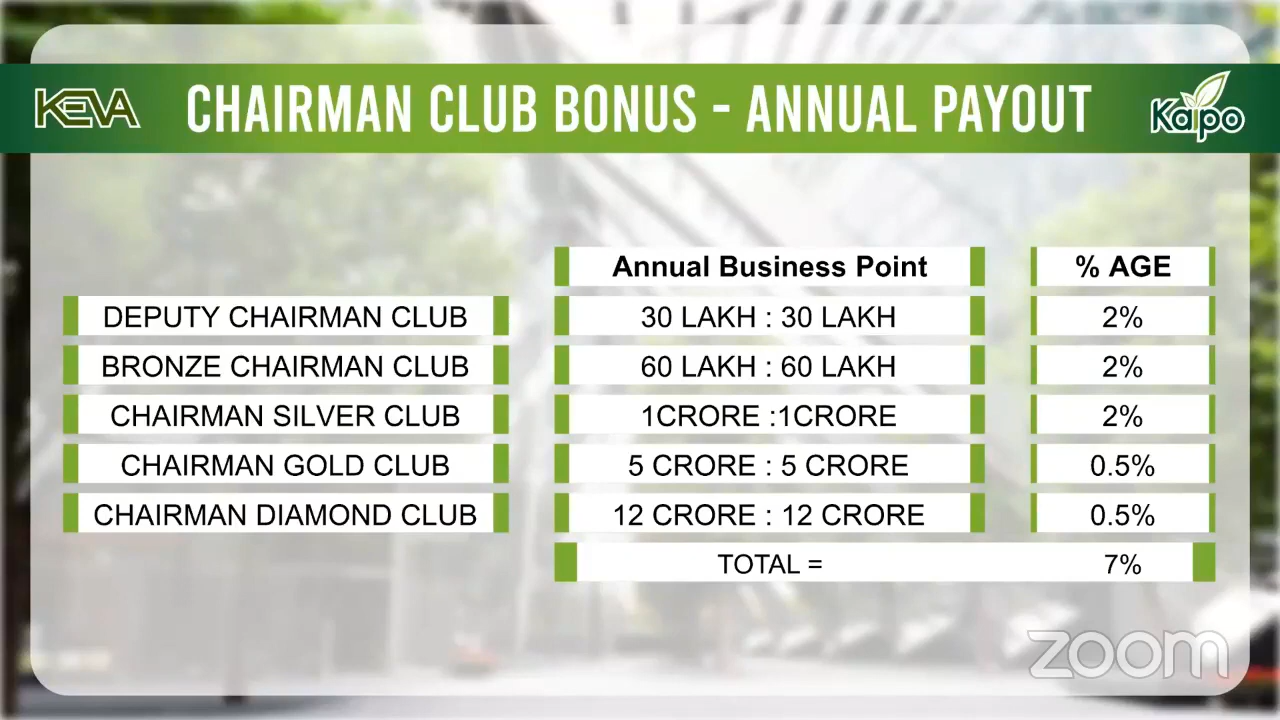 KEVA CHAIRMAN CLUB BONUS - ANNUAL PAYOUT Kaipo
Annual Business Point % AGE
DEPUTY CHAIRMAN CLUB 30 LAKH : 30 LAKH 2%
BRONZE CHAIRMAN CLUB 60 LAKH : 60 LAKH 2%
CHAIRMAN SILVER CLUB 1CRORE :1CRORE 2%
CHAIRMAN GOLD CLUB 5 CRORE : 5 CRORE 0.5%
CHAIRMAN DIAMOND CLUB 12 CRORE : 12 CRORE 0.5%
TOTAL = 7%
zoom